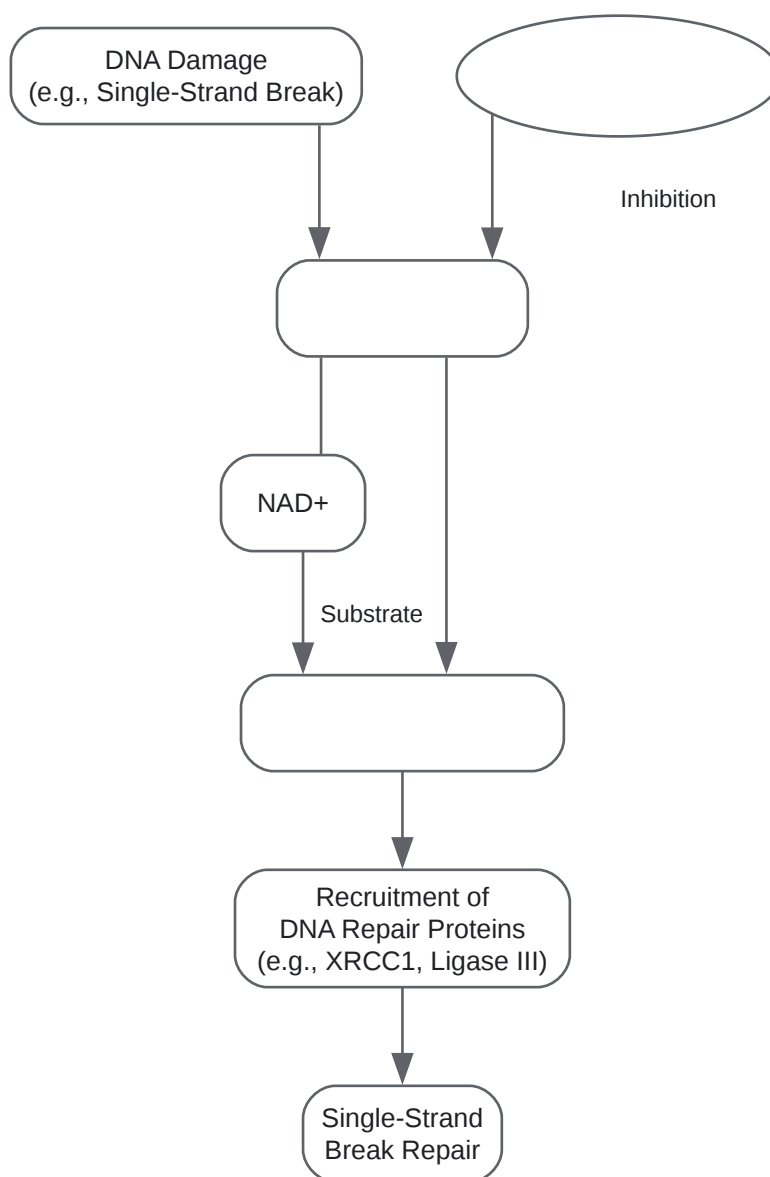 DNA Damage
(e.g., Single-Strand Break)
Inhibition
NAD+
Substrate
Recruitment of
DNA Repair Proteins
(e.g., XRCC1, Ligase III)
Single-Strand
Break Repair